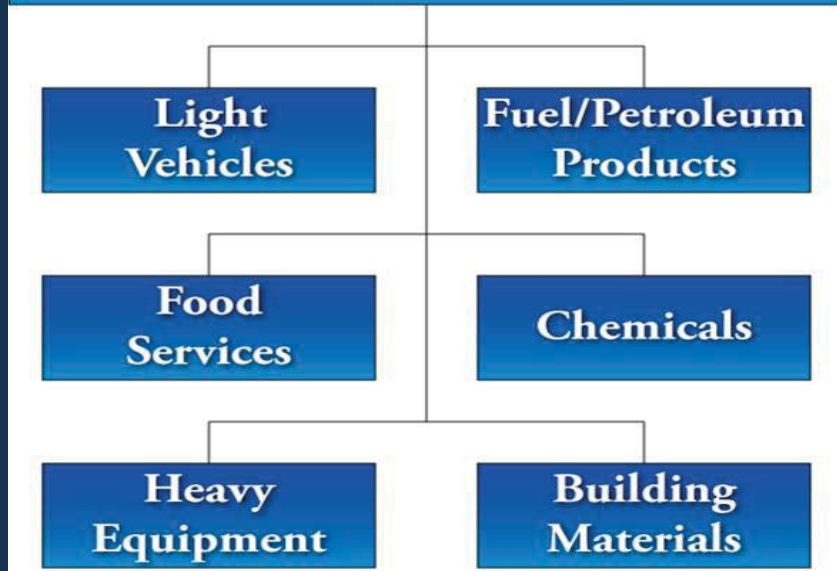 Light
Vehicles
Fuel/Petroleum
Products
Food
Services
Chemicals
Heavy
Equipment
Building
Materials